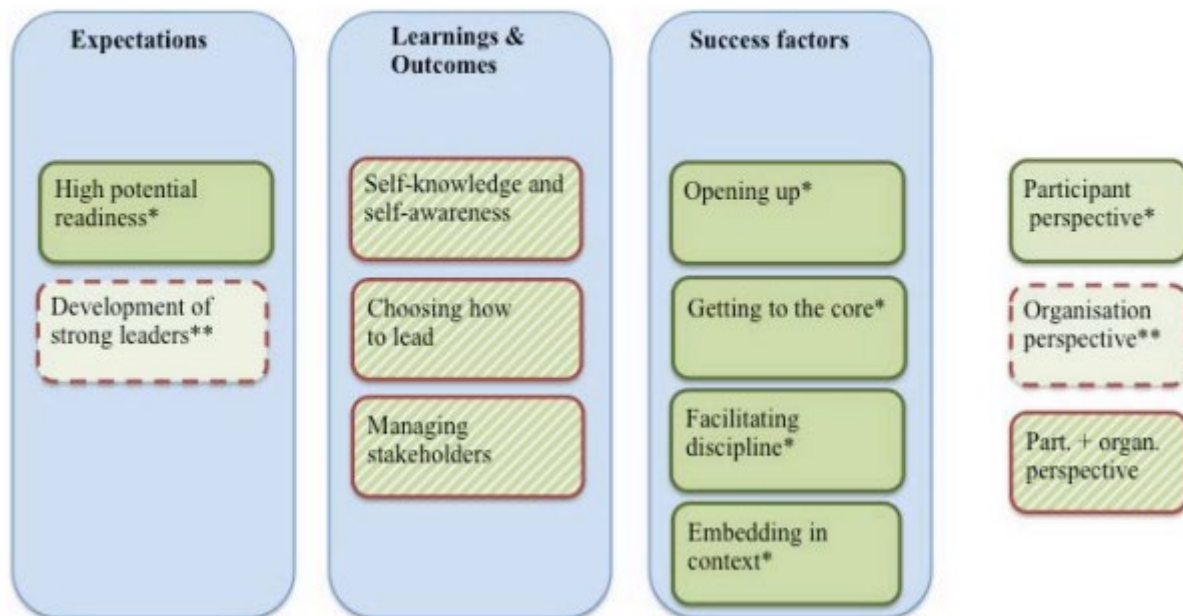 Expectations
High potential
readiness*
Development of
strong leaders**
Learnings &
Outcomes
Self-knowledge and
self-awareness
Choosing how
to lead
Managing
stakeholders
Success factors
Opening up*
Getting to the core*
Facilitating
discipline*
Embedding in
context*
Participant
perspective*
Organisation
perspective**
Part. + organ.
perspective